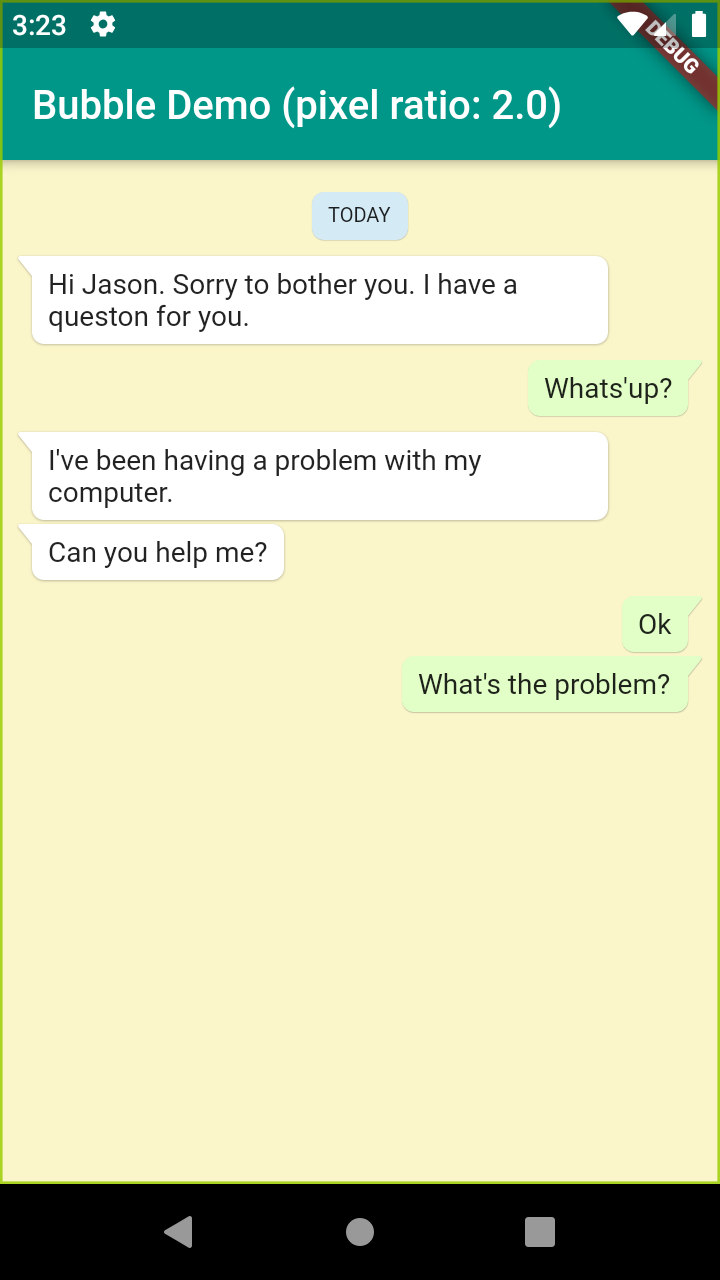 3:23
DEBUG
Bubble Demo (pixel ratio: 2.0)
TODAY
Hi Jason. Sorry to bother you. I have a
queston for you.
Whats'up?
I've been having a problem with my
computer.
Can you help me?
Ok
What's the problem?